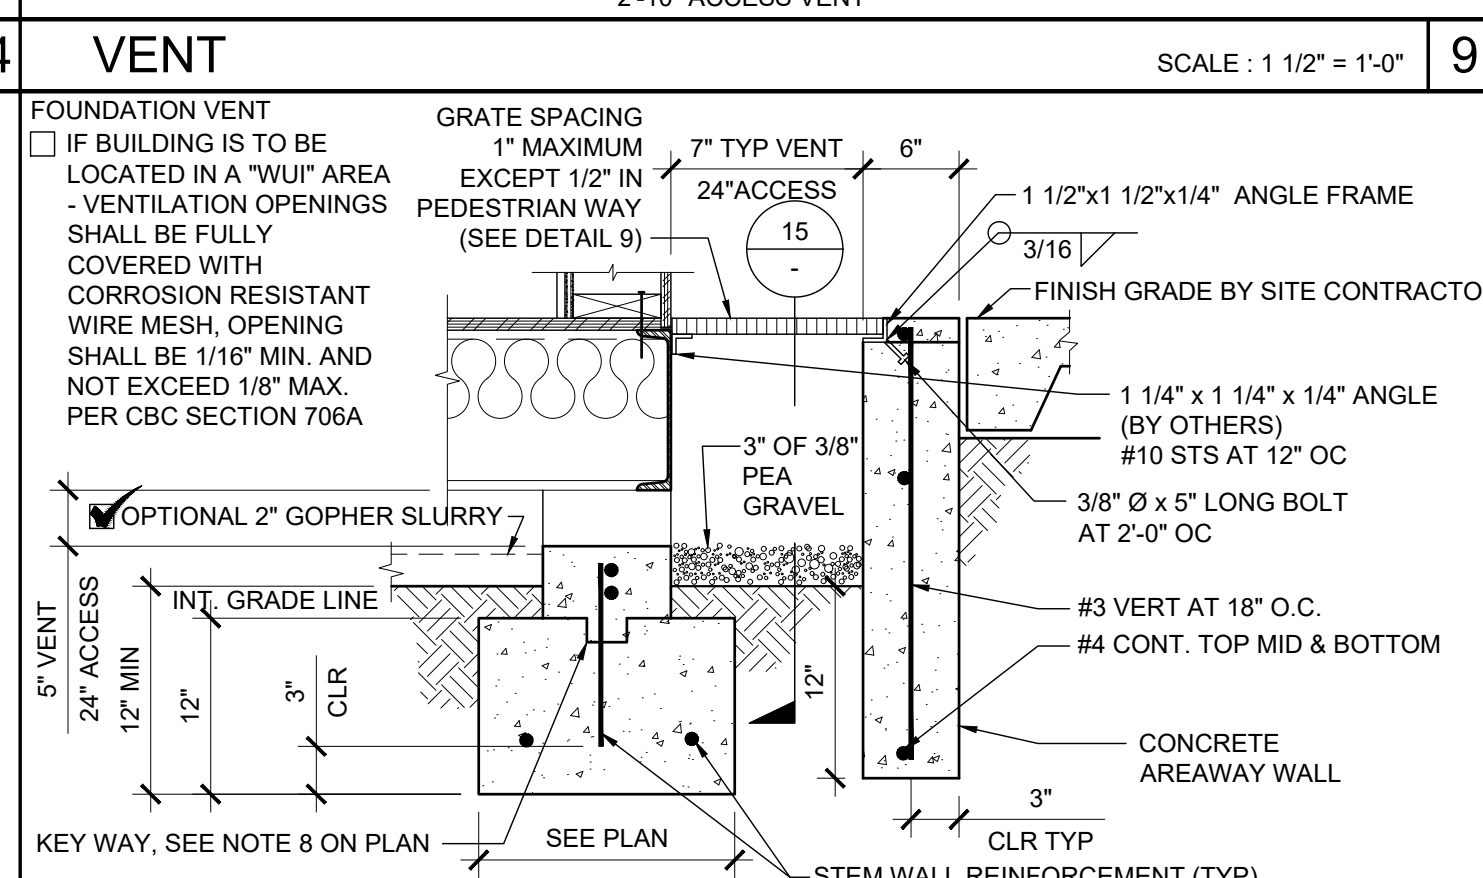 2'-10" ACCESS VENT
4
VENT
SCALE : 1 1/2" = 1'-0"
9
FOUNDATION VENT
IF BUILDING IS TO BE
LOCATED IN A "WUI" AREA
- VENTILATION OPENINGS
SHALL BE FULLY
COVERED WITH
CORROSION RESISTANT
WIRE MESH, OPENING
SHALL BE 1/16" MIN. AND
NOT EXCEED 1/8" MAX.
PER CBC SECTION 706A
GRATE SPACING
1" MAXIMUM
EXCEPT 1/2" IN
PEDESTRIAN WAY
(SEE DETAIL 9)
7" TYP VENT
24"ACCESS
6"
15
-
1 1/2"x1 1/2"x1/4" ANGLE FRAME
3/16
FINISH GRADE BY SITE CONTRACTO
1 1/4" x 1 1/4" x 1/4" ANGLE
(BY OTHERS)
#10 STS AT 12" OC
3/8" Ø x 5" LONG BOLT
AT 2'-0" OC
3" OF 3/8"
PEA
GRAVEL
OPTIONAL 2" GOPHER SLURRY
INT. GRADE LINE
5" VENT
24" ACCESS
12" MIN
12"
3"
CLR
12"
#3 VERT AT 18" O.C.
#4 CONT. TOP MID & BOTTOM
CONCRETE
AREAWAY WALL
3"
CLR TYP
KEY WAY, SEE NOTE 8 ON PLAN
SEE PLAN
STEM WALL REINFORCEMENT (TYP)